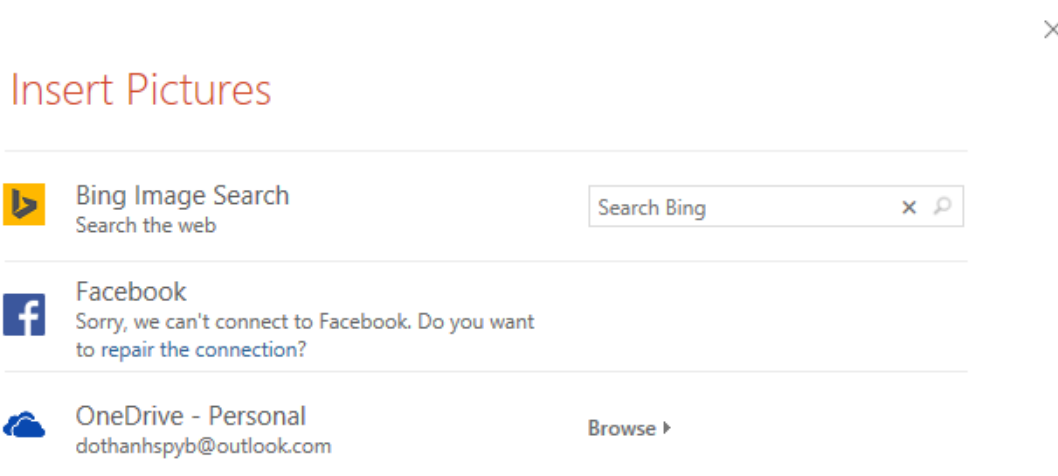 Insert Pictures
Bing Image Search
Search the web
Search Bing
Facebook
Sorry, we can't connect to Facebook. Do you want
to repair the connection?
OneDrive - Personal
dothanhspyb@outlook.com
Browse